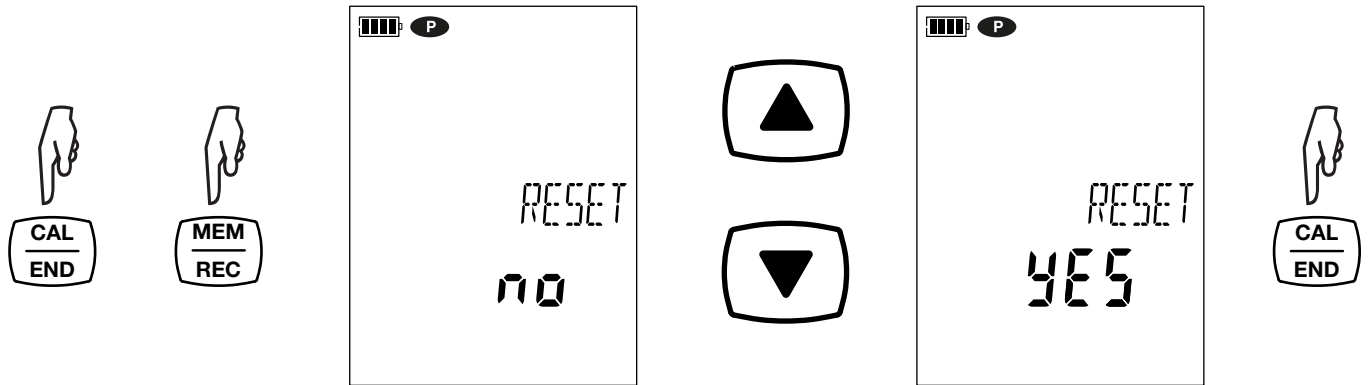 CAL
END
MEM
REC
P
RESET
no
P
RESET
YES
CAL
END